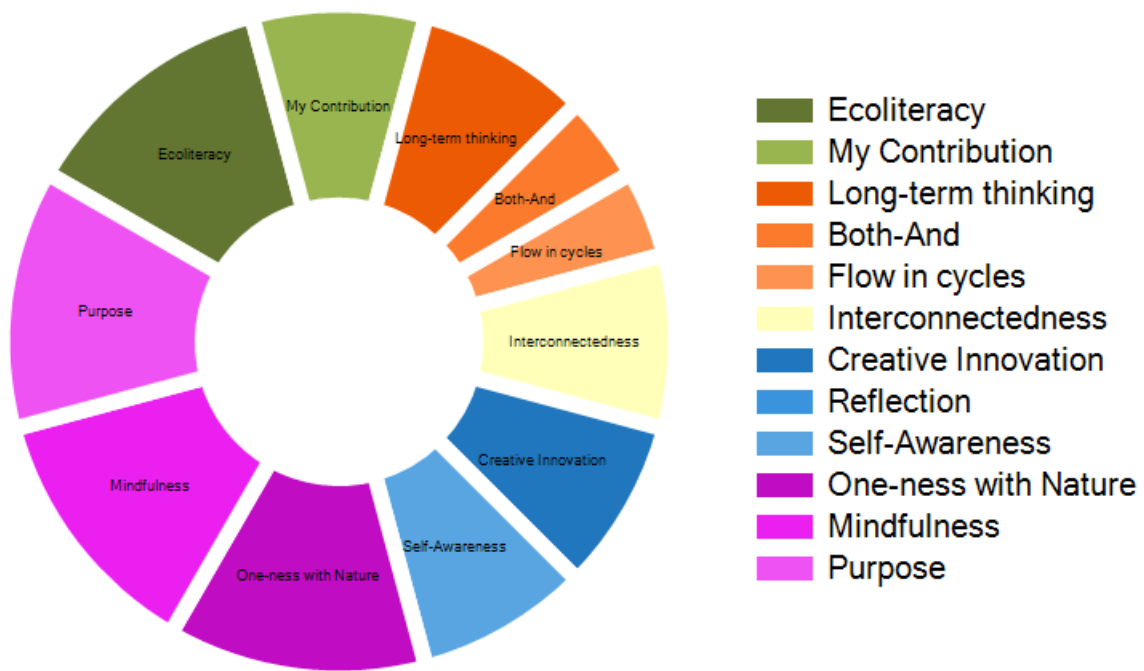 My Contribution
Long-term thinking
Ecoliteracy
Both-And
Flow in cycles
Purpose
Interconnectedness
Creative Innovation
Mindfulness
Self-Awareness
One-ness with Nature
Ecoliteracy
My Contribution
Long-term thinking
Both-And
Flow in cycles
Interconnectedness
Creative Innovation
Reflection
Self-Awareness
One-ness with Nature
Mindfulness
Purpose